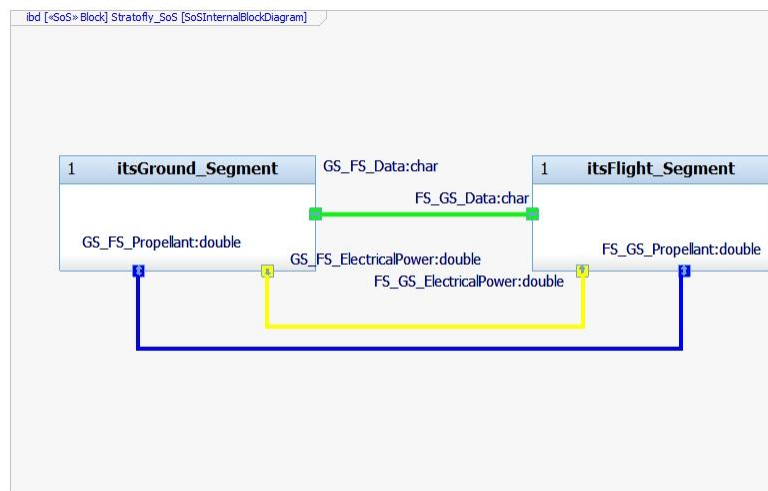 ibd [«SoS» Block] Stratofly_SoS [SoSInternalBlockDiagram]
1 itsGround_Segment
GS_FS_Data:char
1 itsFlight_Segment
FS_GS_Data:char
GS_FS_Propellant:double
FS_GS_Propellant:double
GS_FS_ElectricalPower:double
FS_GS_ElectricalPower:double